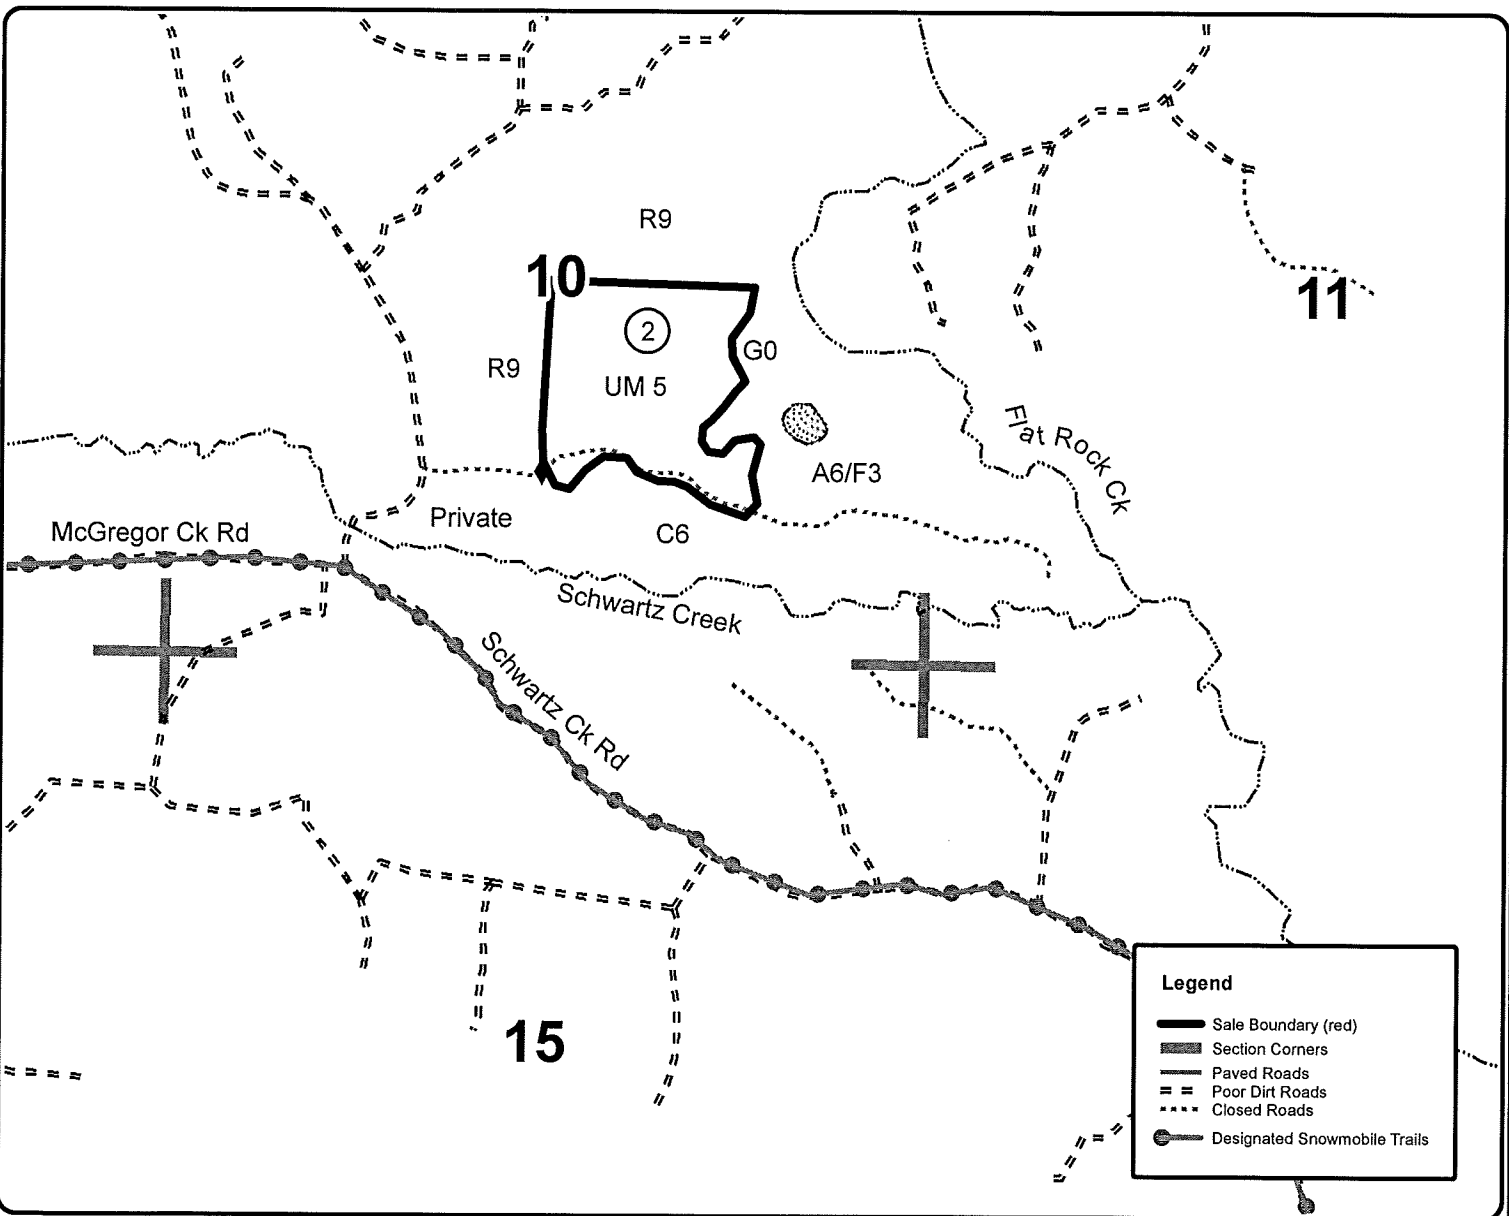 R9
10
11
2
G0
R9
UM 5
Flat Rock Ck
A6/F3
Private
McGregor Ck Rd
C6
Schwartz Creek
Schwartz Ck Rd
15
Legend
Sale Boundary (red)
Section Corners
Paved Roads
Poor Dirt Roads
Closed Roads
Designated Snowmobile Trails